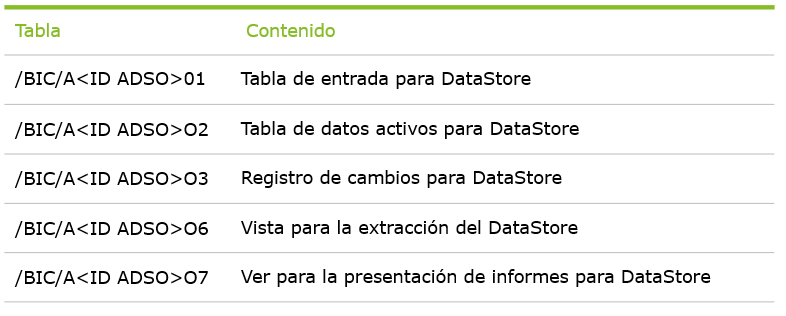 Tabla Contenido
/BIC/A<ID ADSO>01 Tabla de entrada para DataStore
/BIC/A<ID ADSO>O2 Tabla de datos activos para DataStore
/BIC/A<ID ADSO>O3 Registro de cambios para DataStore
/BIC/A<ID ADSO>O6 Vista para la extracción del DataStore
/BIC/A<ID ADSO>O7 Ver para la presentación de informes para DataStore